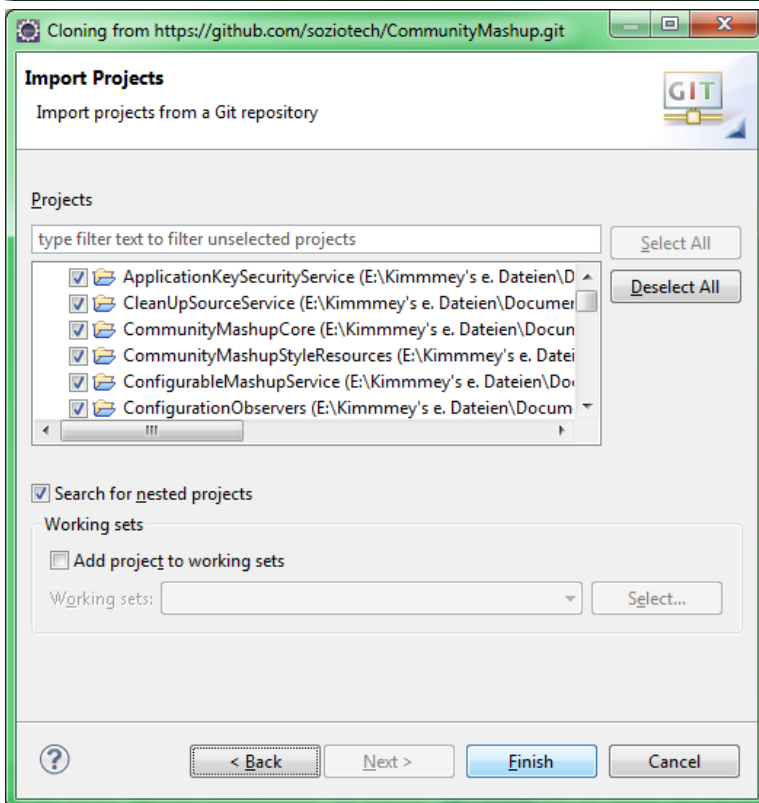 Cloning from https://github.com/soziotech/CommunityMashup.git
Import Projects
Import projects from a Git repository
GIT
Projects
type filter text to filter unselected projects
Select All
ApplicationKeySecurityService (E:\Kimmmey's e. Dateien\D
Deselect All
CleanUpSourceService (E:\Kimmmey's e. Dateien\Documen
CommunityMashupCore (E:\Kimmmey's e. Dateien\Docun
CommunityMashupStyleResources (E:\Kimmmey's e. Datei
ConfigurableMashupService (E:\Kimmmey's e. Dateien\Do
ConfigurationObservers (E:\Kimmmey's e. Dateien\Docum
Search for nested projects
Working sets
Add project to working sets
Working sets:
Select...
?
< Back
Next >
Finish
Cancel